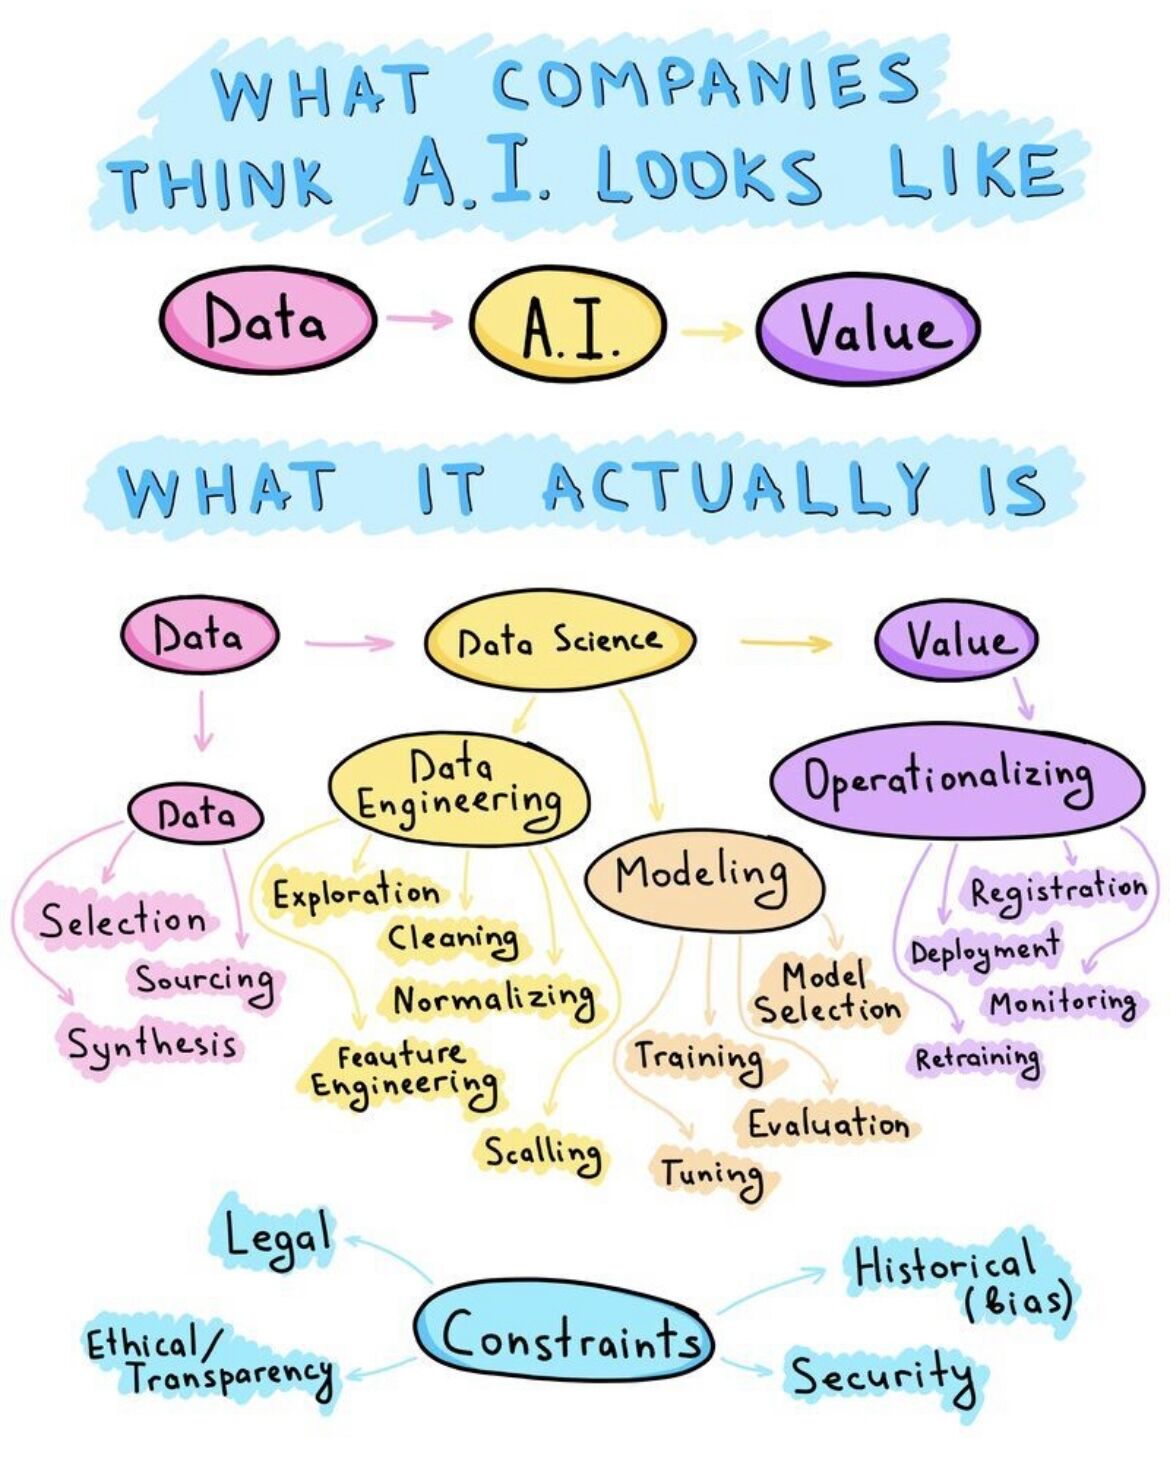 WHAT COMPANIES
THINK A.I. LOOKS LIKE
Data
A.I.
Value
WHAT IT ACTUALLY IS
Data
Data Science
Value
Data
Data
Engineering
Modeling
Operationalizing
Selection
Sourcing
Synthesis
Exploration
Cleaning
Normalizing
Feauture
Engineering
Scalling
Model
Selection
Training
Evaluation
Tuning
Registration
Deployment
Monitoring
Retraining
Legal
Ethical/
Transparency
Constraints
Historical
(bias)
Security